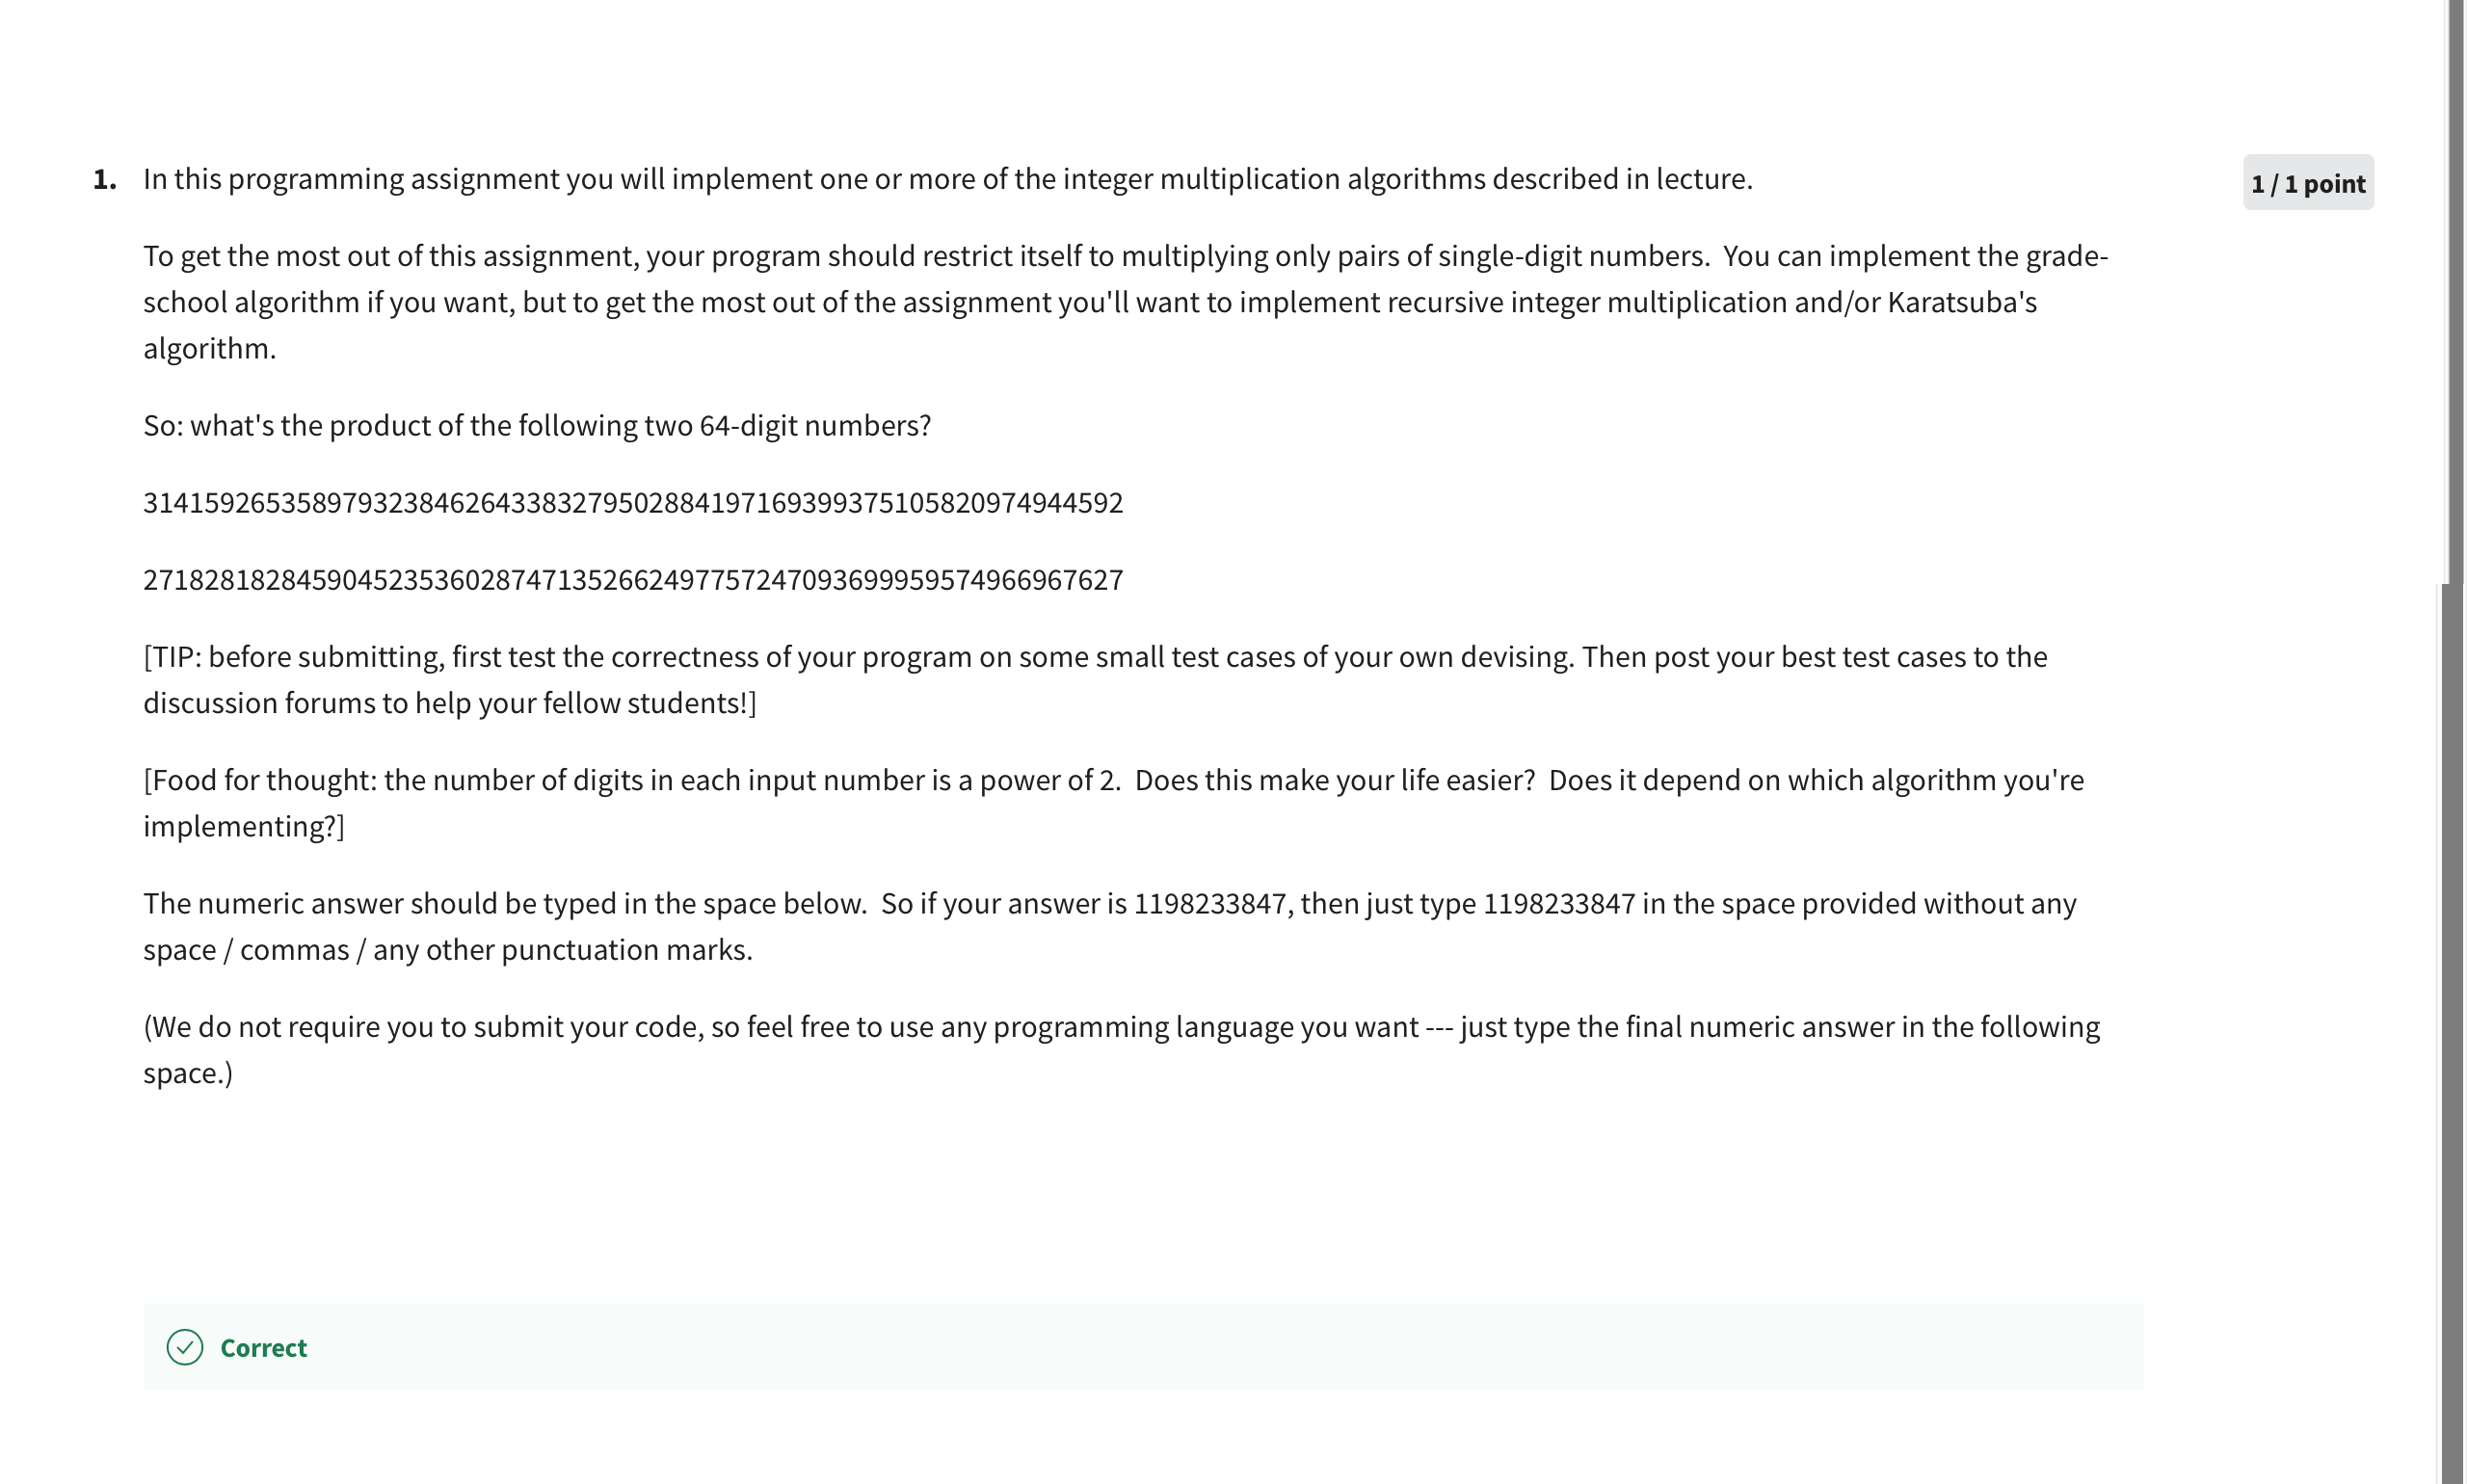 1. In this programming assignment you will implement one or more of the integer multiplication algorithms described in lecture.
1 / 1 point
To get the most out of this assignment, your program should restrict itself to multiplying only pairs of single-digit numbers.  You can implement the grade-
school algorithm if you want, but to get the most out of the assignment you'll want to implement recursive integer multiplication and/or Karatsuba's
algorithm.
So: what's the product of the following two 64-digit numbers?
3141592653589793238462643383279502884197169399375105820974944592
2718281828459045235360287471352662497757247093699959574966967627
[TIP: before submitting, first test the correctness of your program on some small test cases of your own devising. Then post your best test cases to the
discussion forums to help your fellow students!]
[Food for thought: the number of digits in each input number is a power of 2.  Does this make your life easier?  Does it depend on which algorithm you're
implementing?]
The numeric answer should be typed in the space below.  So if your answer is 1198233847, then just type 1198233847 in the space provided without any
space / commas / any other punctuation marks.
(We do not require you to submit your code, so feel free to use any programming language you want --- just type the final numeric answer in the following
space.)
Correct